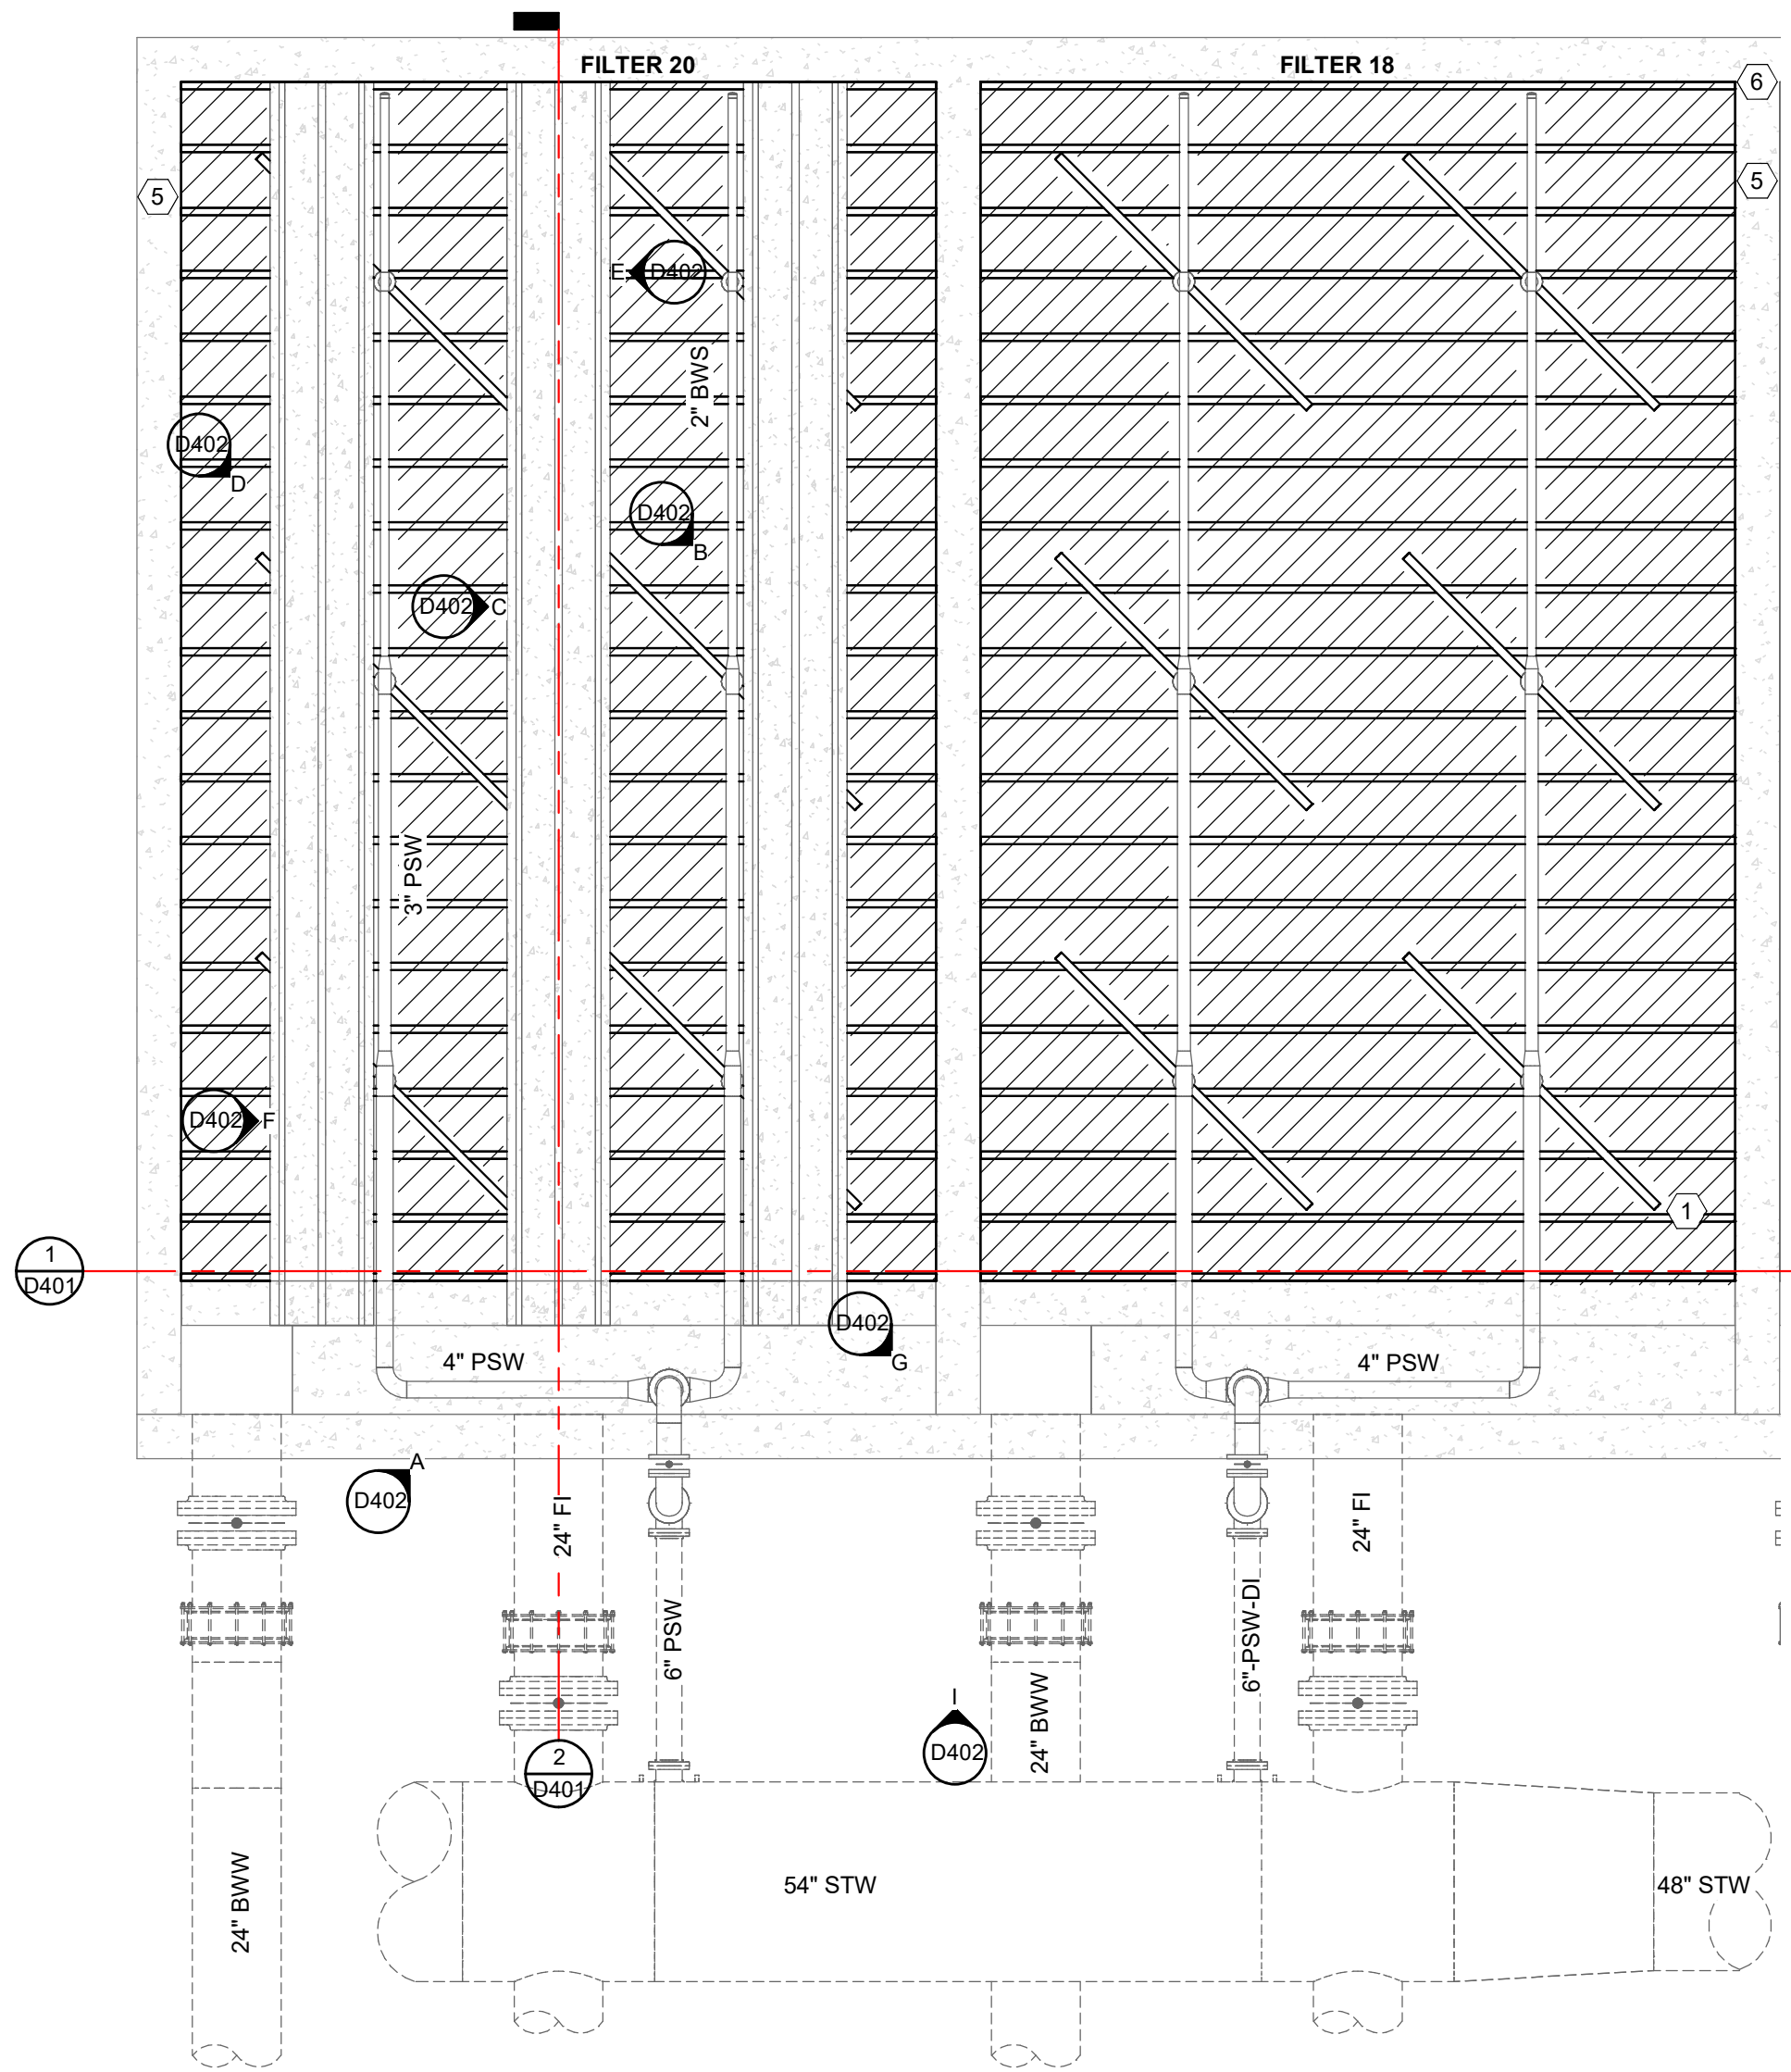 FILTER 20
FILTER 18
6
5
5
E
D402
2" BWS
D402
D
D402
B
D402
C
3" PSW
D402
F
1
1
D401
D402
G
4" PSW
4" PSW
A
D402
24" FI
24" FI
6" PSW
6"-PSW-DI
I
D402
24" BWW
2
D401
24" BWW
54" STW
48" STW